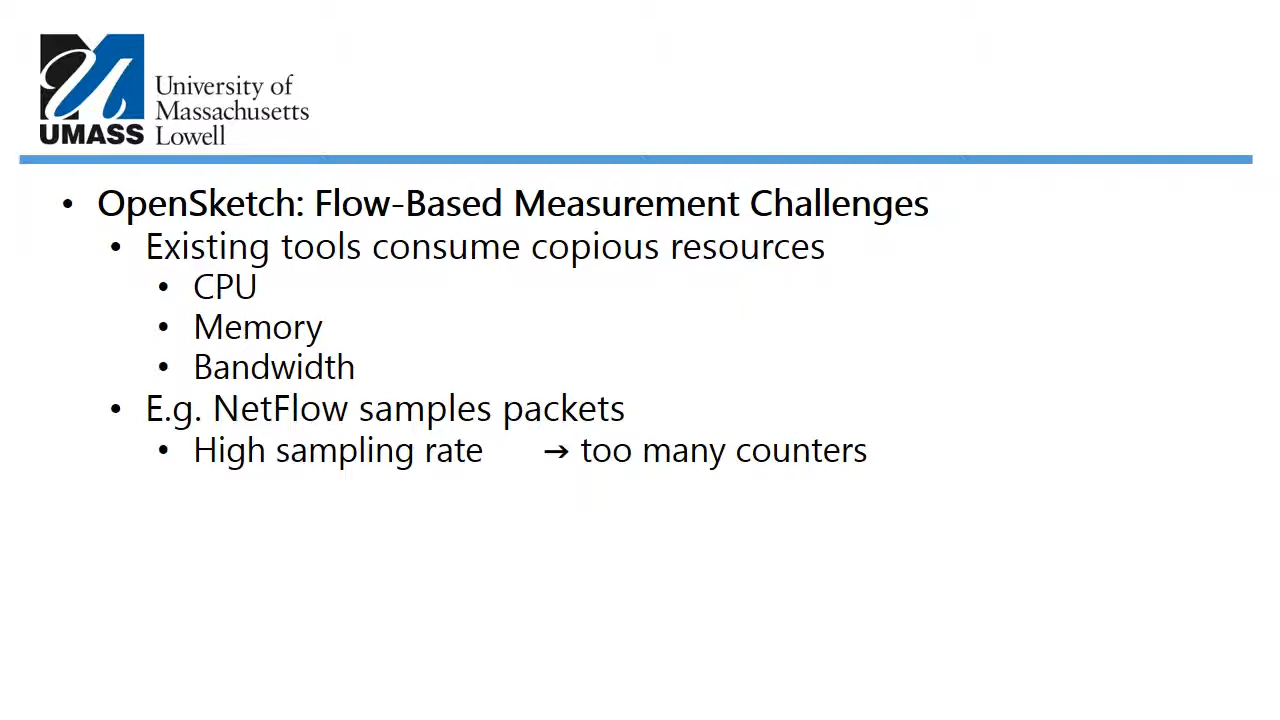 University of
Massachusetts
UMASS Lowell
• OpenSketch: Flow-Based Measurement Challenges
• Existing tools consume copious resources
• CPU
• Memory
• Bandwidth
• E.g. NetFlow samples packets
• High sampling rate → too many counters